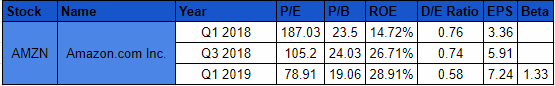 Stock Name Year P/E P/B ROE D/E Ratio EPS Beta
Q1 2018 187.03 23.5 14.72% 0.76 3.36
AMZN Amazon.com Inc. Q3 2018 105.2 24.03 26.71% 0.74 5.91
Q1 2019 78.91 19.06 28.91% 0.58 7.24 1.33